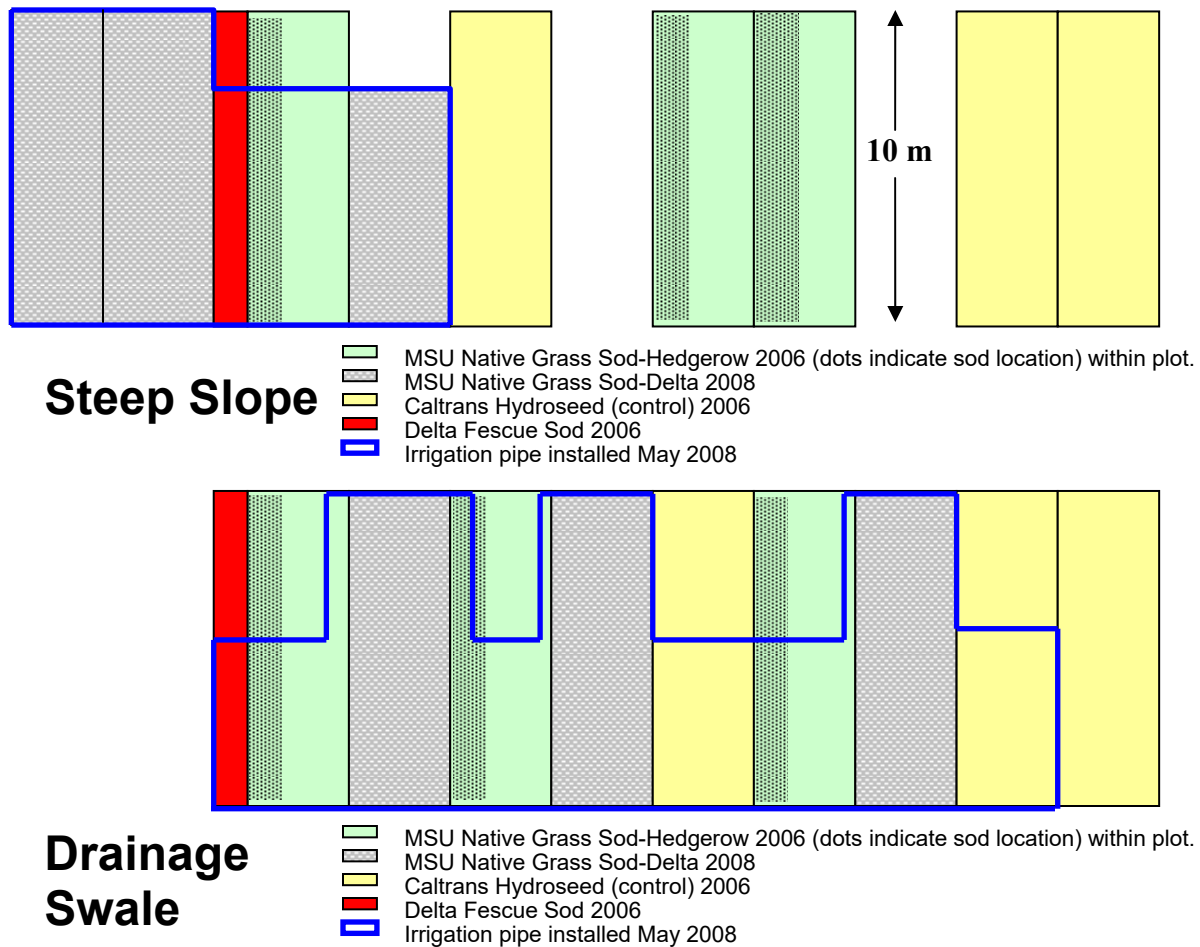 10 m
Steep Slope
MSU Native Grass Sod-Hedgerow 2006 (dots indicate sod location) within plot.
MSU Native Grass Sod-Delta 2008
Caltrans Hydroseed (control) 2006
Delta Fescue Sod 2006
Irrigation pipe installed May 2008
Drainage
Swale
MSU Native Grass Sod-Hedgerow 2006 (dots indicate sod location) within plot.
MSU Native Grass Sod-Delta 2008
Caltrans Hydroseed (control) 2006
Delta Fescue Sod 2006
Irrigation pipe installed May 2008